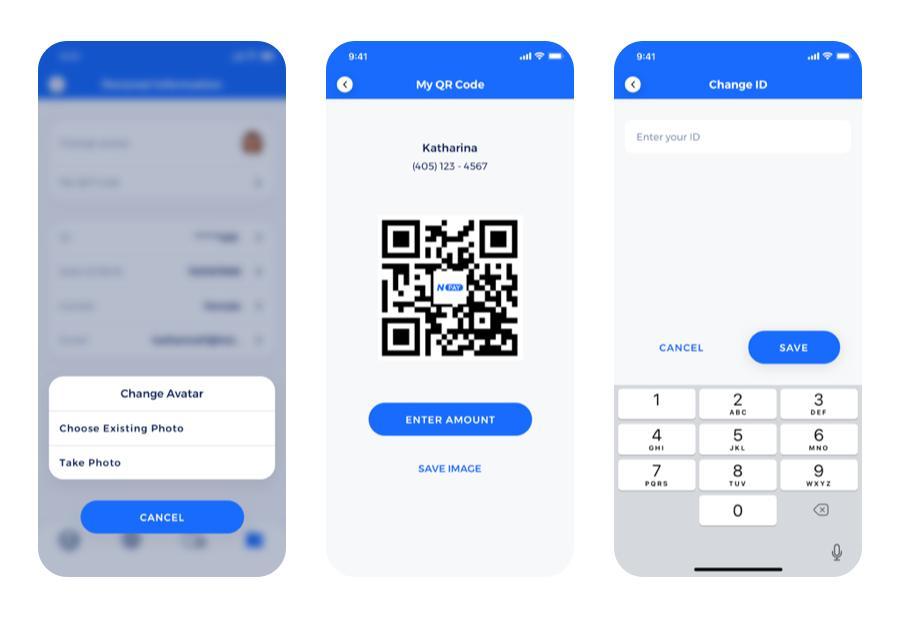 Personal Information
Change Avatar
Choose Existing Photo
Take Photo
CANCEL
9:41
My QR Code
Katharina
(405) 123 - 4567
N PAY
ENTER AMOUNT
SAVE IMAGE
9:41
Change ID
Enter your ID
CANCEL
SAVE
1
2
ABC
3
DEF
4
GHI
5
JKL
6
MNO
7
PQRS
8
TUV
9
WXYZ
0